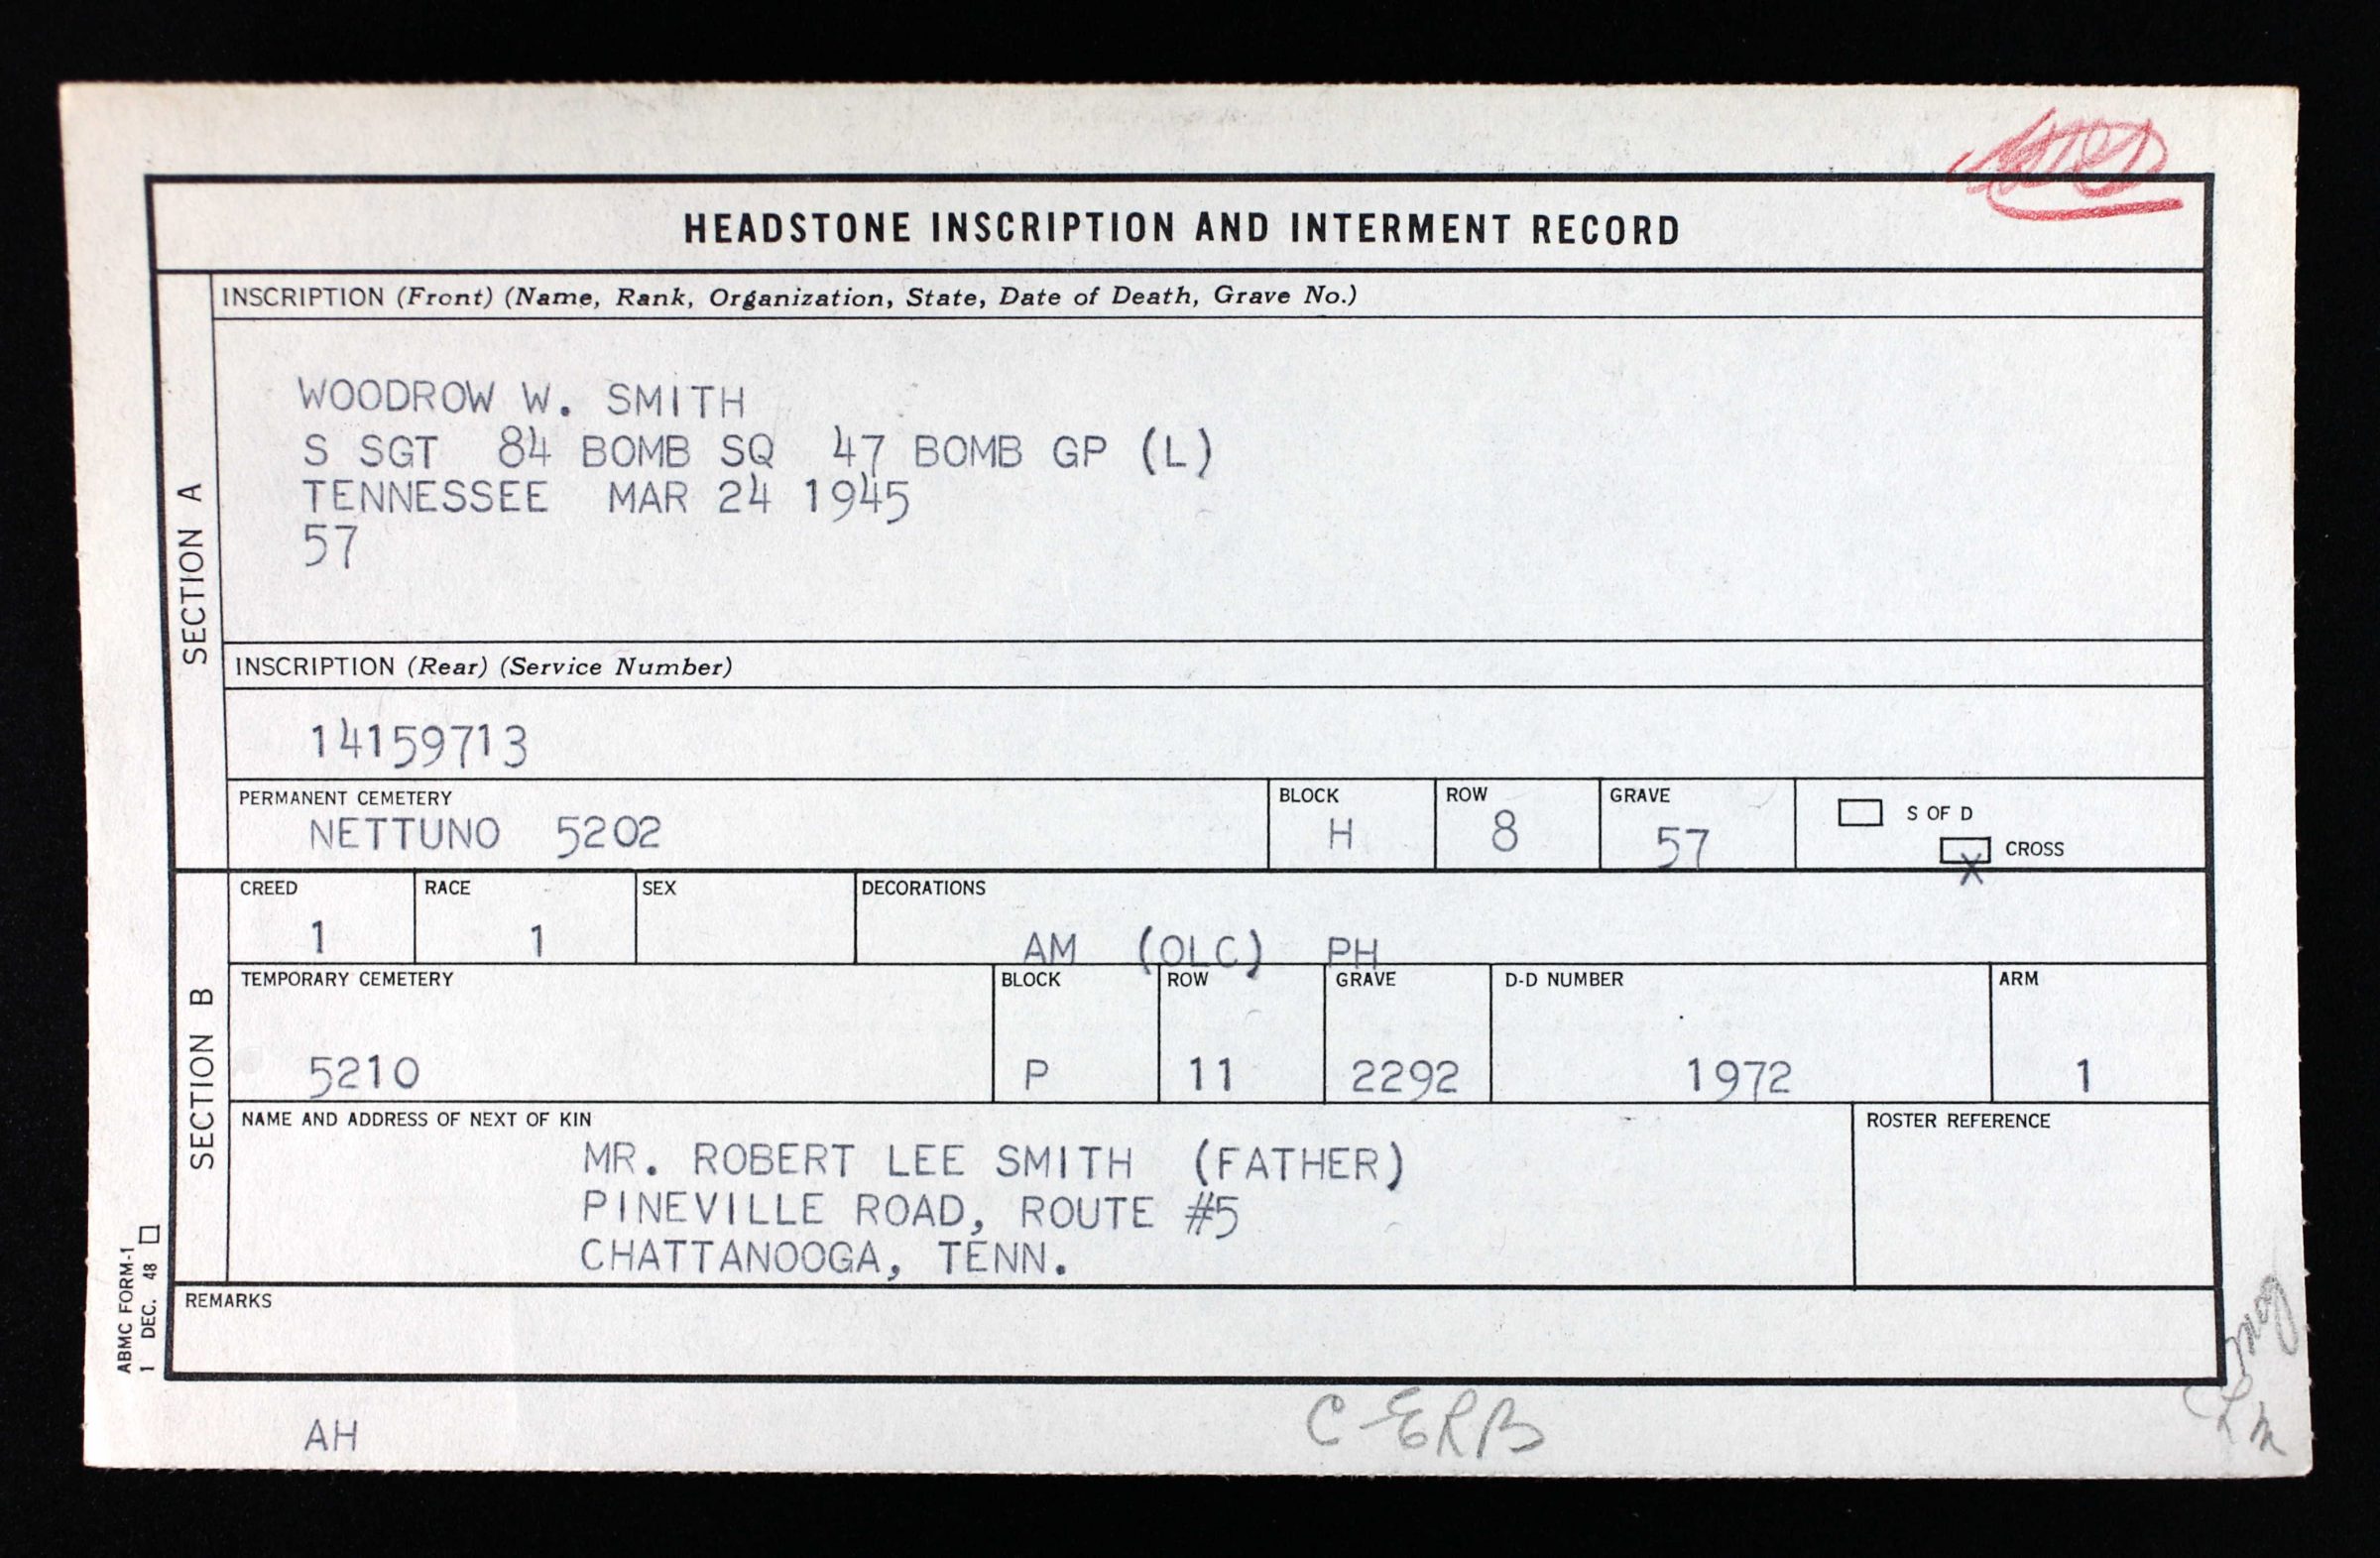 HEADSTONE INSCRIPTION AND INTERMENT RECORD
SECTION A
INSCRIPTION (Front) (Name, Rank, Organization, State, Date of Death, Grave No.)
WOODROW W. SMITH
S SGT 84 BOMB SQ 47 BOMB GP (L)
TENNESSEE MAR 24 1945
57
INSCRIPTION (Rear) (Service Number)
14159713
PERMANENT CEMETERY BLOCK ROW GRAVE
NETTUNO 5202 H 8 57
S OF D
CROSS
X
SECTION B
CREED RACE SEX DECORATIONS
1 1 AM (OLC) PH
TEMPORARY CEMETERY BLOCK ROW GRAVE D-D NUMBER ARM
5210 P 11 2292 1972 1
NAME AND ADDRESS OF NEXT OF KIN ROSTER REFERENCE
MR. ROBERT LEE SMITH (FATHER)
PINEVILLE ROAD, ROUTE #5
CHATTANOOGA, TENN.
REMARKS
ABMC FORM-1
1 DEC. 48
AH
C-ERB